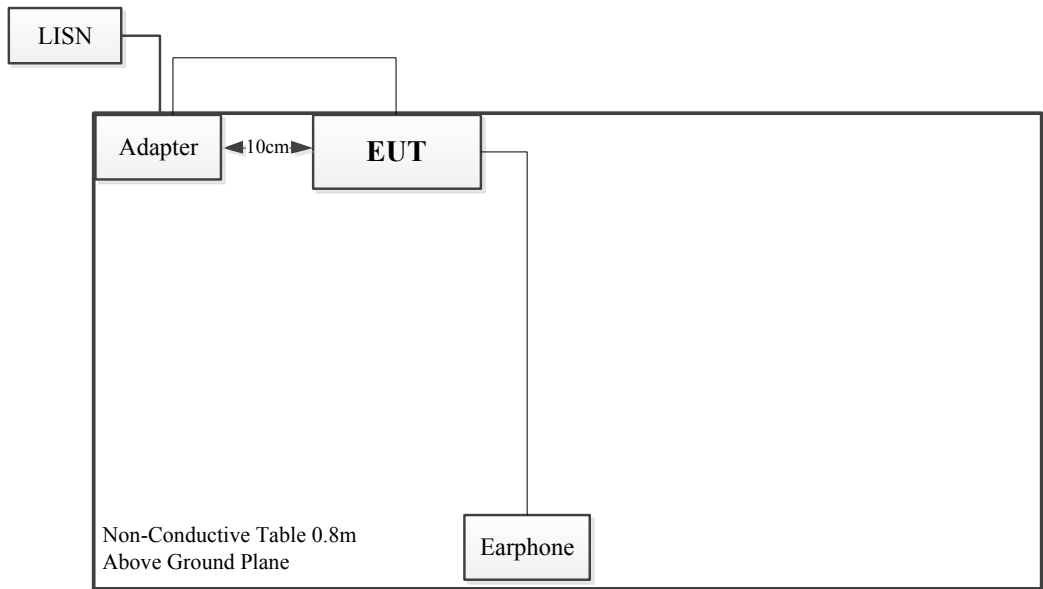 LISN
Adapter
10cm
EUT
Non-Conductive Table 0.8m
Above Ground Plane
Earphone